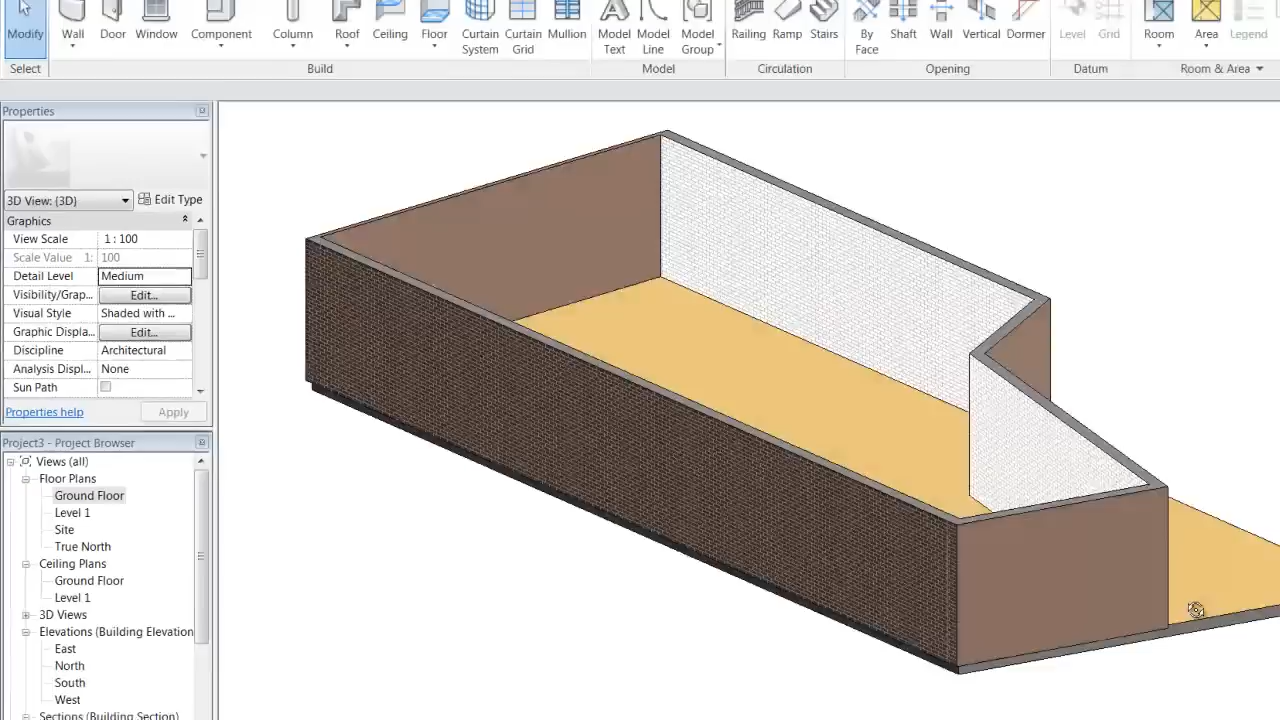 Modify Wall Door Window Component Column Roof Ceiling Floor Curtain System Curtain Grid Mullion Model Text Model Line Model Group Railing Ramp Stairs By Face Shaft Wall Vertical Dormer Level Grid Room Area Legend
Select Build Model Circulation Opening Datum Room & Area
Properties
3D View: {3D} Edit Type
Graphics
View Scale 1 : 100
Scale Value 1: 100
Detail Level Medium
Visibility/Grap... Edit...
Visual Style Shaded with ...
Graphic Displa... Edit...
Discipline Architectural
Analysis Displ... None
Sun Path
Properties help Apply
Project3 - Project Browser
Views (all)
Floor Plans
Ground Floor
Level 1
Site
True North
Ceiling Plans
Ground Floor
Level 1
3D Views
Elevations (Building Elevation
East
North
South
West
Sections (Building Section)